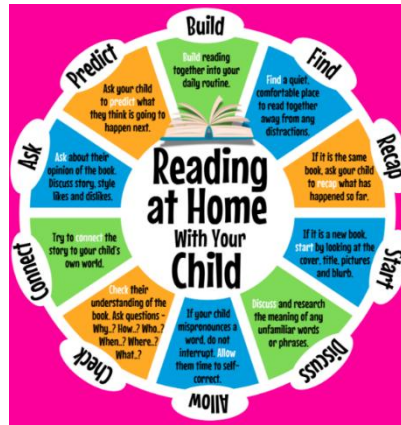 Build
Build reading
together into your
daily routine.
Find
Find a quiet,
comfortable place
to read together
away from any
distractions.
Recap
If it is the same
book, ask your child
to recap what has
happened so far.
Start
If it is a new book,
start by looking at the
cover, title, pictures
and blurb.
Discuss
Discuss and research
the meaning of any
unfamiliar words
or phrases.
Allow
If your child
mispronounces a
word, do not
interrupt. Allow
them time to self-
correct.
Check
Check their
understanding of the
book. Ask questions -
Why..? How..? Who..?
When..? Where..?
What..?
Connect
Try to connect the
story to your child's
own world.
Ask
Ask about their
opinion of the book.
Discuss story, style
likes and dislikes.
Predict
Ask your child
to predict what
they think is going to
happen next.
Reading
at Home
With Your
Child